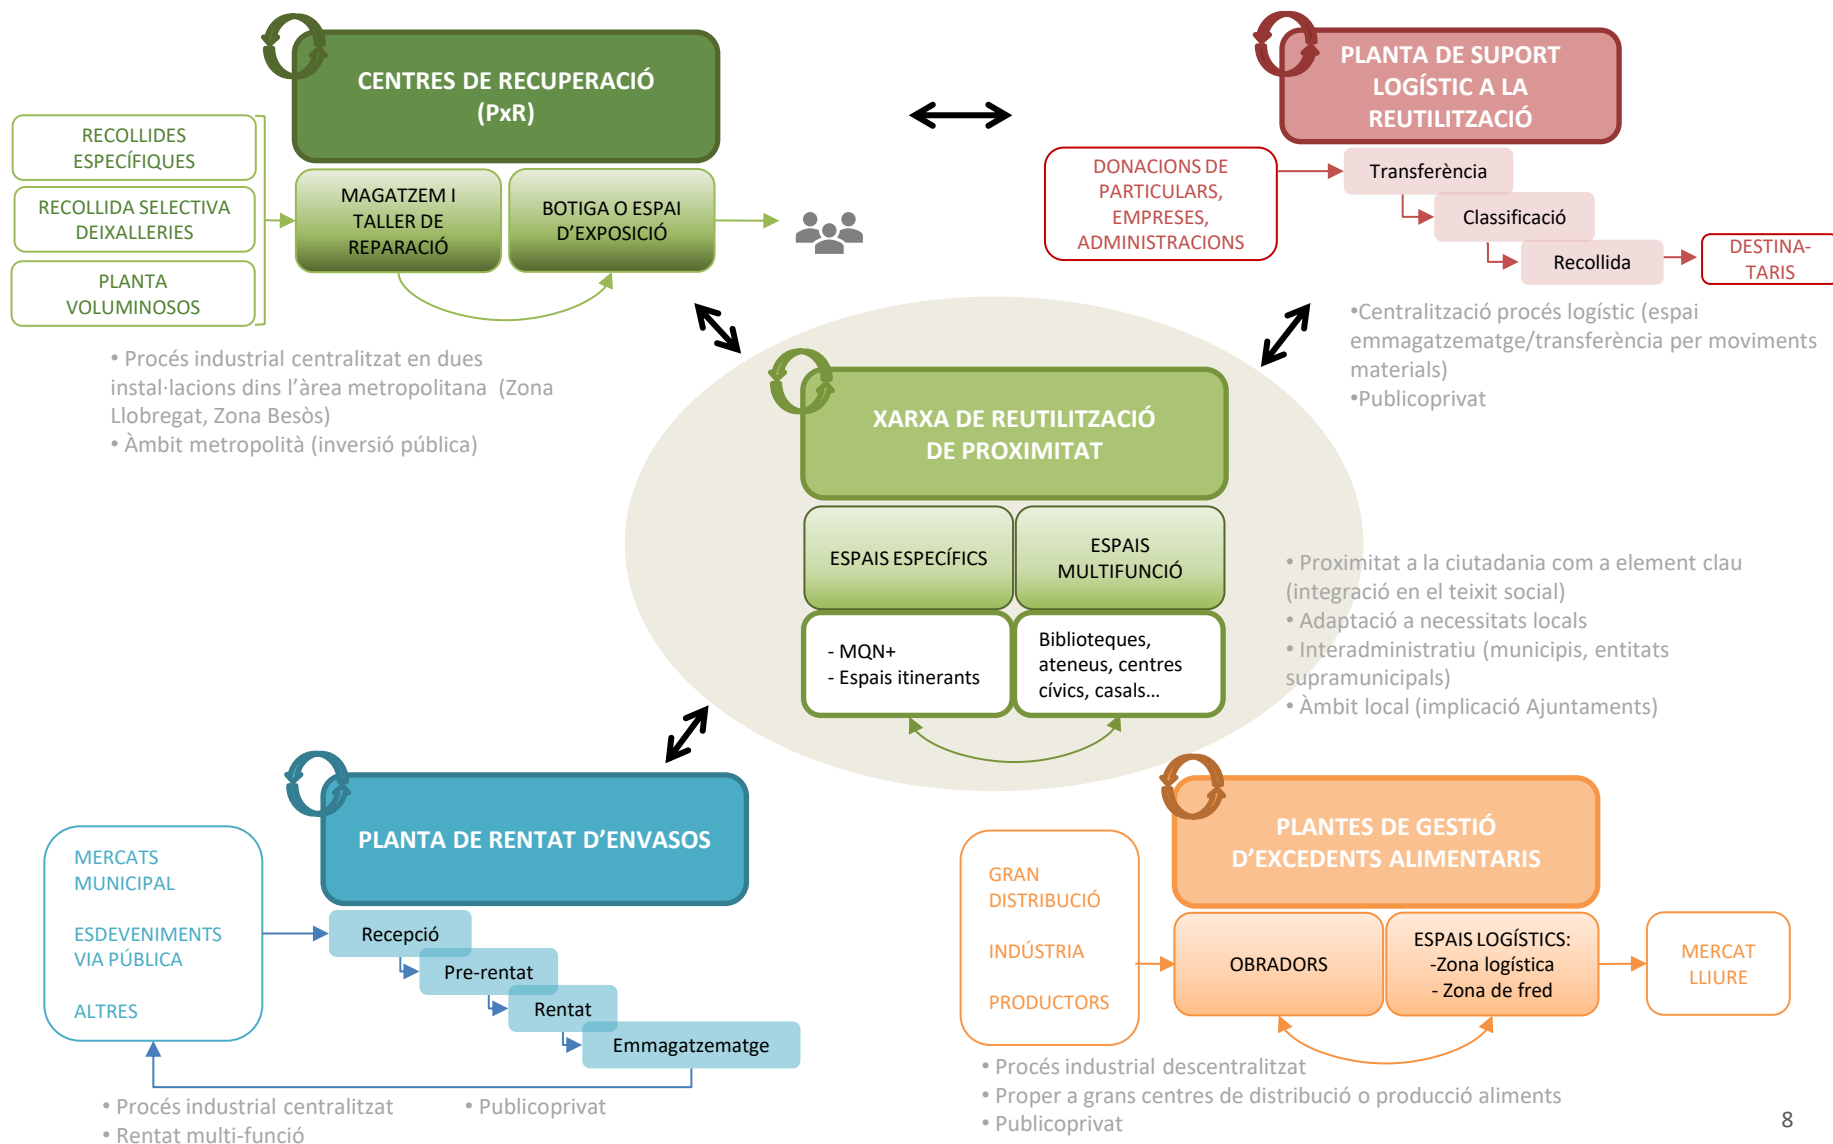 CENTRES DE RECUPERACIÓ
(PxR)
RECOLLIDES
ESPECÍFIQUES
RECOLLIDA SELECTIVA
DEIXALLERIES
PLANTA
VOLUMINOSOS
MAGATZEM I
TALLER DE
REPARACIÓ
BOTIGA O ESPAI
D’EXPOSICIÓ
• Procés industrial centralitzat en dues
instal·lacions dins l’àrea metropolitana (Zona
Llobregat, Zona Besòs)
• Àmbit metropolità (inversió pública)
PLANTA DE SUPORT
LOGÍSTIC A LA
REUTILITZACIÓ
DONACIONS DE
PARTICULARS,
EMPRESES,
ADMINISTRACIONS
Transferència
Classificació
Recollida
DESTINA-
TARIS
•Centralització procés logístic (espai
emmagatzematge/transferència per moviments
materials)
•Publicoprivat
XARXA DE REUTILITZACIÓ
DE PROXIMITAT
ESPAIS ESPECÍFICS
ESPAIS
MULTIFUNCIÓ
- MQN+
- Espais itinerants
Biblioteques,
ateneus, centres
cívics, casals...
• Proximitat a la ciutadania com a element clau
(integració en el teixit social)
• Adaptació a necessitats locals
• Interadministratiu (municipis, entitats
supramunicipals)
• Àmbit local (implicació Ajuntaments)
PLANTA DE RENTAT D’ENVASOS
MERCATS
MUNICIPAL
ESDEVENIMENTS
VIA PÚBLICA
ALTRES
Recepció
Pre-rentat
Rentat
Emmagatzematge
• Procés industrial centralitzat
• Rentat multi-funció
• Publicoprivat
PLANTES DE GESTIÓ
D’EXCEDENTS ALIMENTARIS
GRAN
DISTRIBUCIÓ
INDÚSTRIA
PRODUCTORS
OBRADORS
ESPAIS LOGÍSTICS:
-Zona logística
- Zona de fred
MERCAT
LLIURE
• Procés industrial descentralitzat
• Proper a grans centres de distribució o producció aliments
• Publicoprivat
8